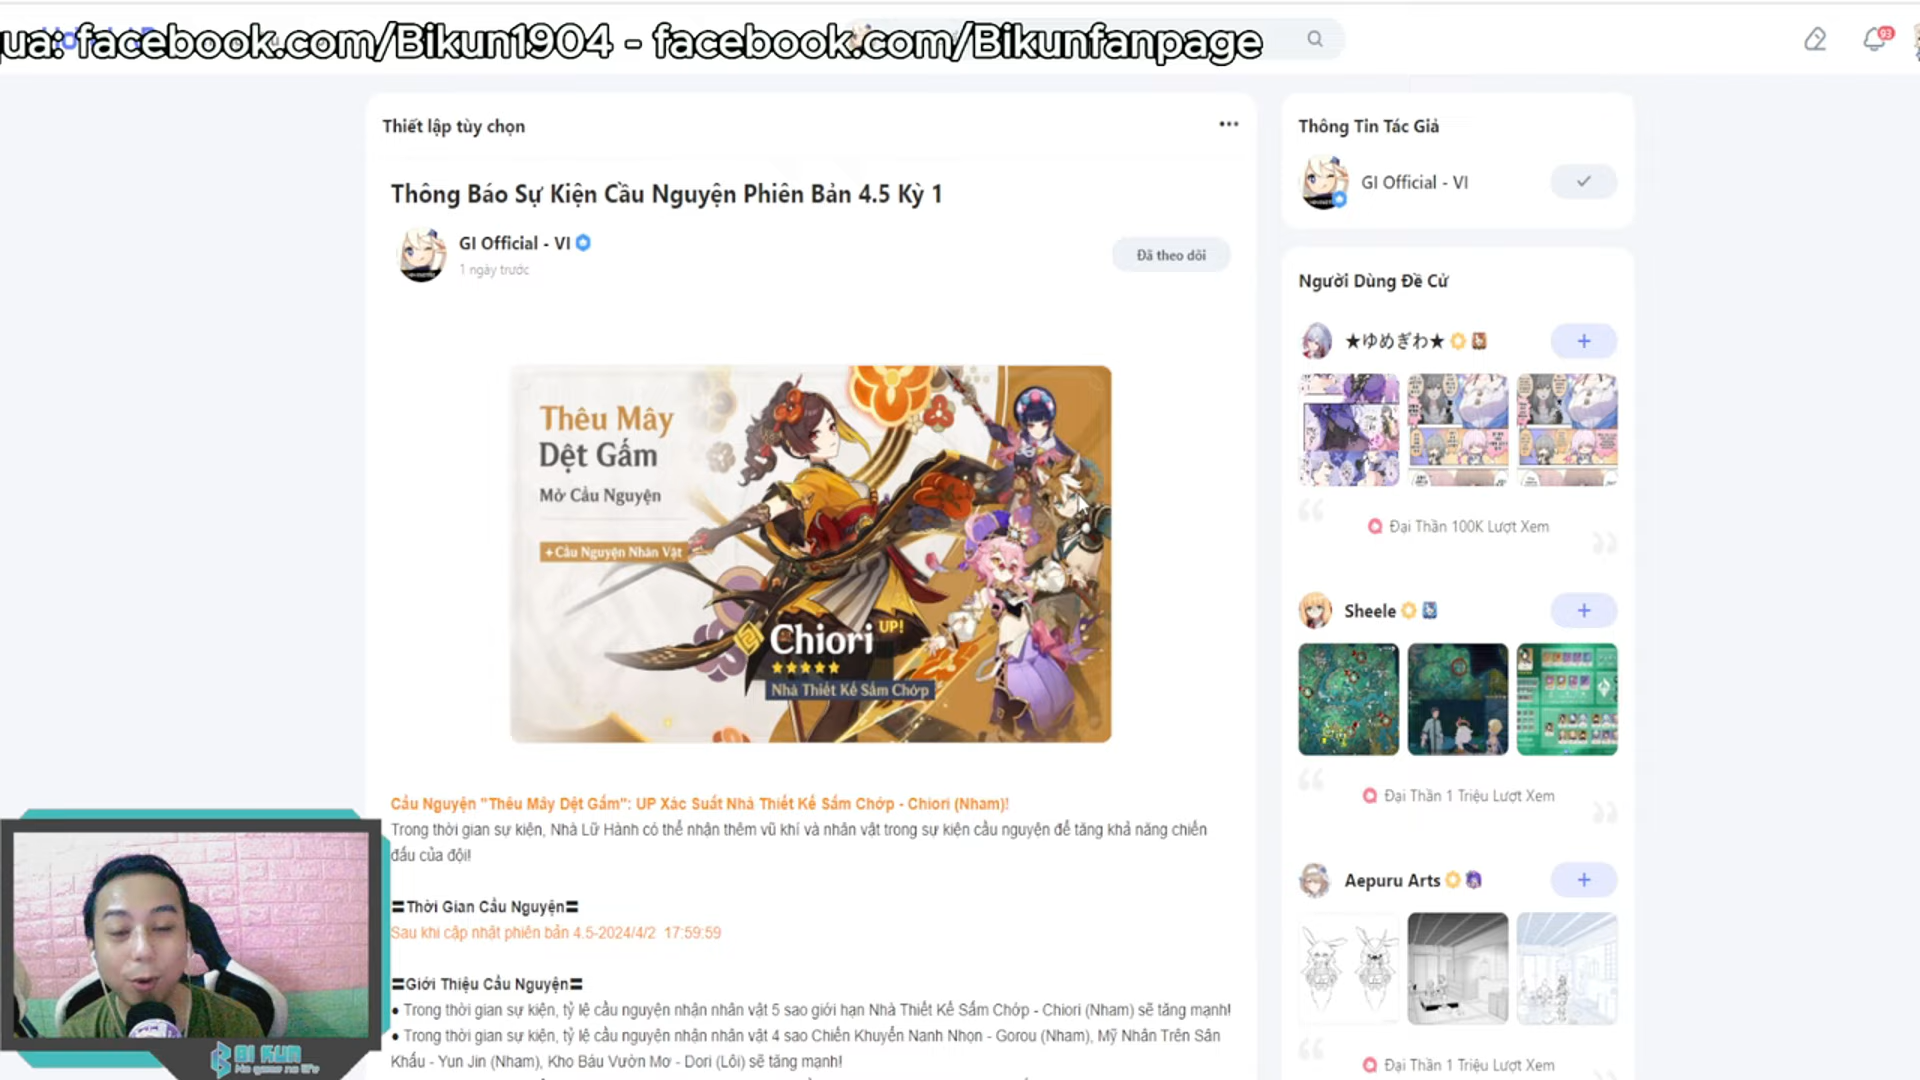 qua: facebook.com/Bikun1904 - facebook.com/Bikunfanpage
93
Thiết lập tùy chọn
Thông Báo Sự Kiện Cầu Nguyện Phiên Bản 4.5 Kỳ 1
GI Official - VI
1 ngày trước
Đã theo dõi
Thêu Mây
Dệt Gấm
Mở Cầu Nguyện
+Cầu Nguyện Nhân Vật
Chiori UP!
Nhà Thiết Kế Sấm Chớp
Cầu Nguyện "Thêu Mây Dệt Gấm": UP Xác Suất Nhà Thiết Kế Sấm Chớp - Chiori (Nham)!
Trong thời gian sự kiện, Nhà Lữ Hành có thể nhận thêm vũ khí và nhân vật trong sự kiện cầu nguyện để tăng khả năng chiến
đấu của đội!
〓Thời Gian Cầu Nguyện〓
Sau khi cập nhật phiên bản 4.5-2024/4/2 17:59:59
〓Giới Thiệu Cầu Nguyện〓
● Trong thời gian sự kiện, tỷ lệ cầu nguyện nhận nhân vật 5 sao giới hạn Nhà Thiết Kế Sấm Chớp - Chiori (Nham) sẽ tăng mạnh!
● Trong thời gian sự kiện, tỷ lệ cầu nguyện nhận nhân vật 4 sao Chiến Khuyển Nanh Nhọn - Gorou (Nham), Mỹ Nhân Trên Sân
Khấu - Yun Jin (Nham), Kho Báu Vườn Mơ - Dori (Lôi) sẽ tăng mạnh!
Thông Tin Tác Giả
GI Official - VI
Người Dùng Đề Cử
★ゆめぎわ★
Đại Thần 100K Lượt Xem
Sheele
Đại Thần 1 Triệu Lượt Xem
Aepuru Arts
Đại Thần 1 Triệu Lượt Xem
BI KUN
No game no life